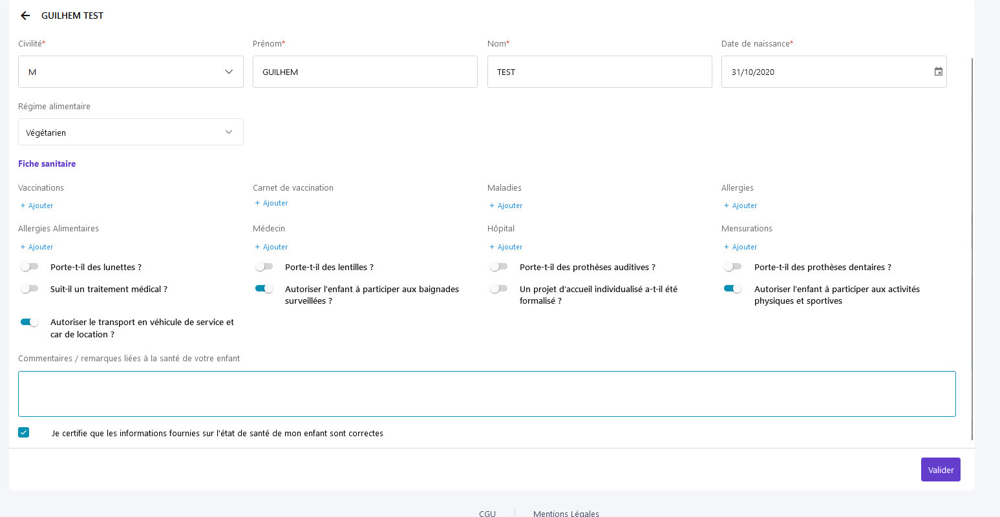 GUILHEM TEST
Civilité* Prénom* Nom* Date de naissance*
M GUILHEM TEST 31/10/2020
Régime alimentaire
Végétarien
Fiche sanitaire
Vaccinations Carnet de vaccination Maladies Allergies
+ Ajouter + Ajouter + Ajouter + Ajouter
Allergies Alimentaires Médecin Hôpital Mensurations
+ Ajouter + Ajouter + Ajouter + Ajouter
Porte-t-il des lunettes ? Porte-t-il des lentilles ? Porte-t-il des prothèses auditives ? Porte-t-il des prothèses dentaires ?
Suit-il un traitement médical ?
Autoriser l'enfant à participer aux baignades
surveillées ?
Un projet d'accueil individualisé a-t-il été
formalisé ?
Autoriser l'enfant à participer aux activités
physiques et sportives
Autoriser le transport en véhicule de service et
car de location ?
Commentaires / remarques liées à la santé de votre enfant
Je certifie que les informations fournies sur l'état de santé de mon enfant sont correctes
Valider
CGU Mentions Légales